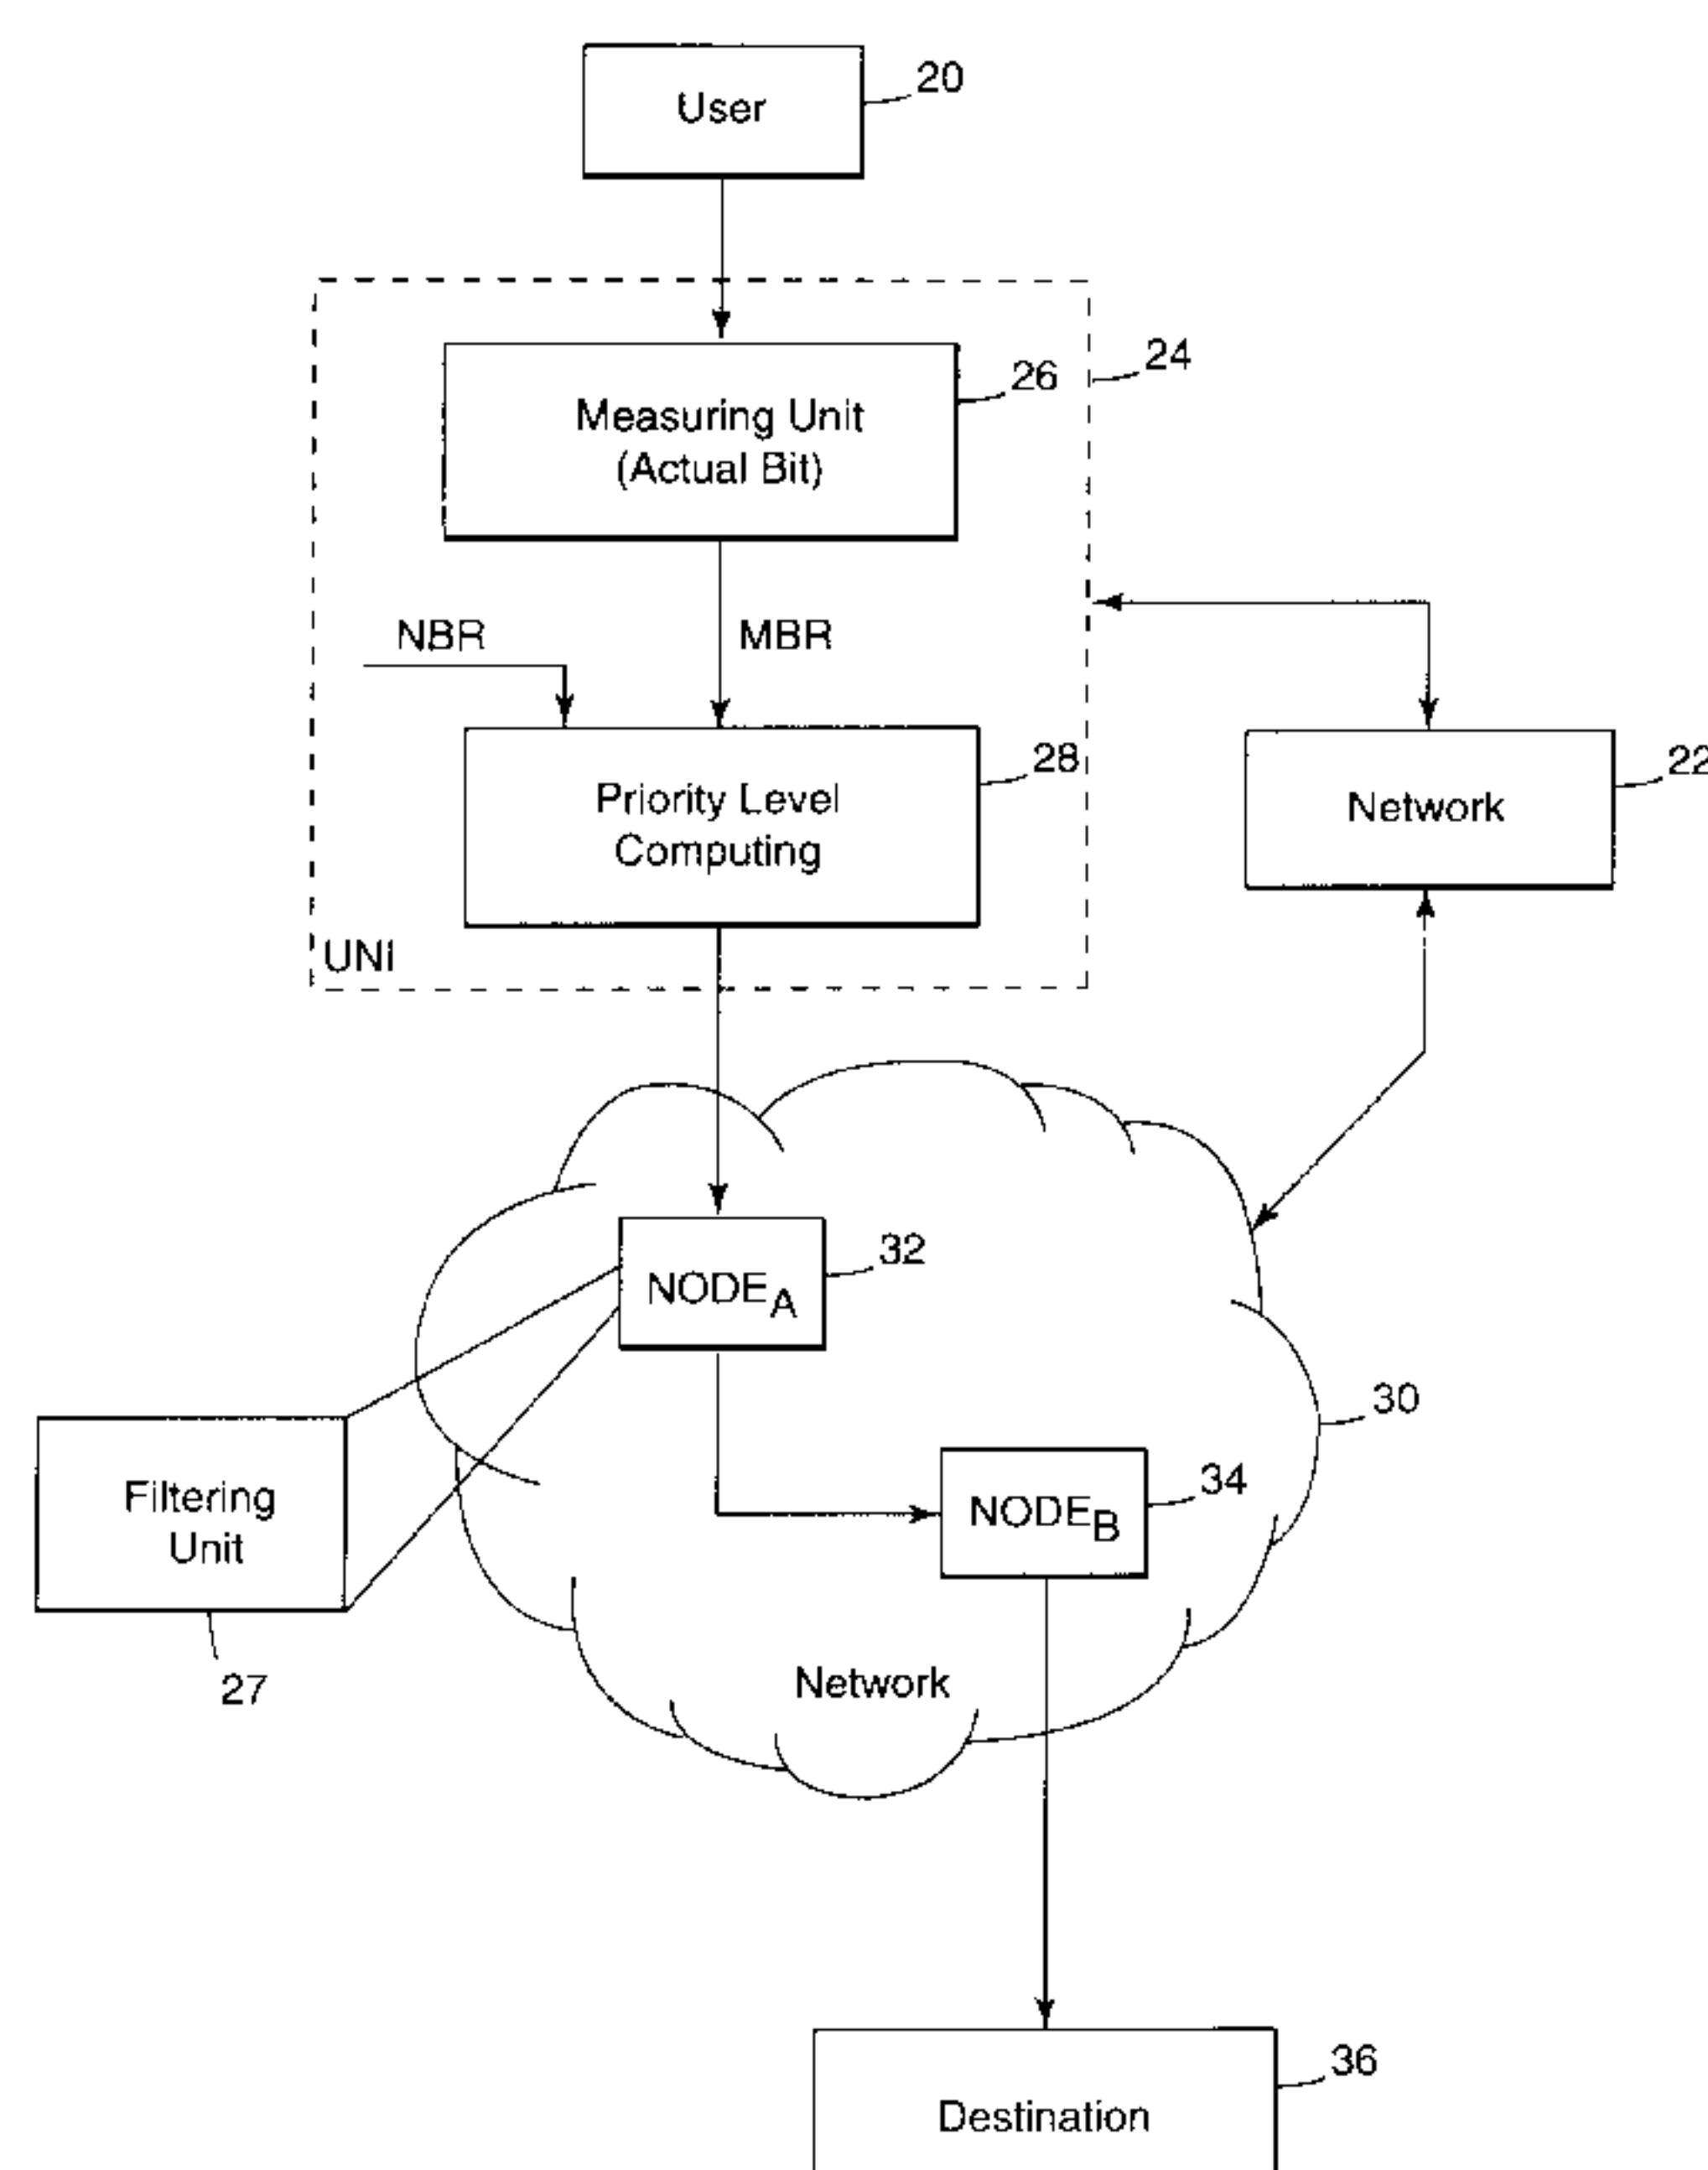 User
20
24
26
Measuring Unit
(Actual Bit)
NBR
MBR
28
Priority Level
Computing
22
Network
UNI
32
NODEA
30
34
NODEB
Filtering
Unit
27
Network
36
Destination